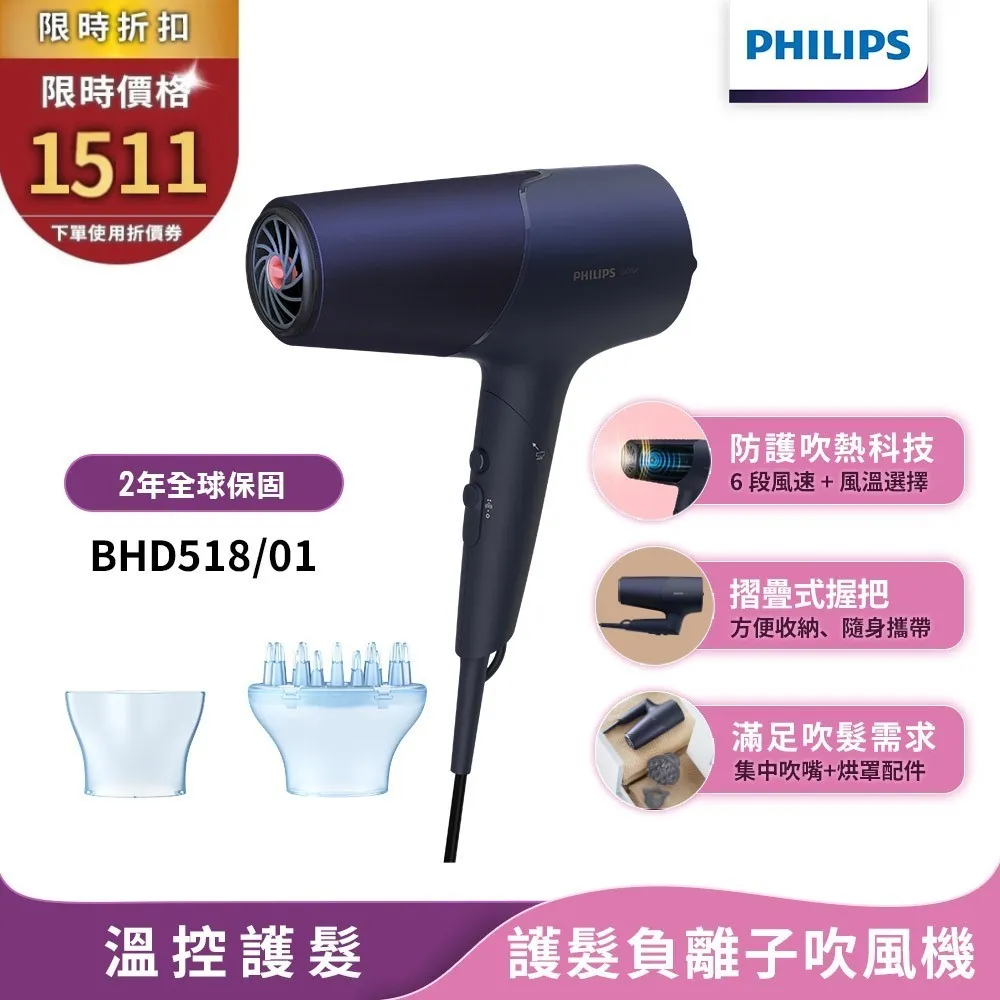 限時折扣
限時價格
1511
下單使用折價券
PHILIPS
PHILIPS
2年全球保固
BHD518/01
防護吹熱科技
6 段風速 + 風溫選擇
摺疊式握把
方便收納、隨身攜帶
滿足吹髮需求
集中吹嘴+烘罩配件
溫控護髮
護髮負離子吹風機